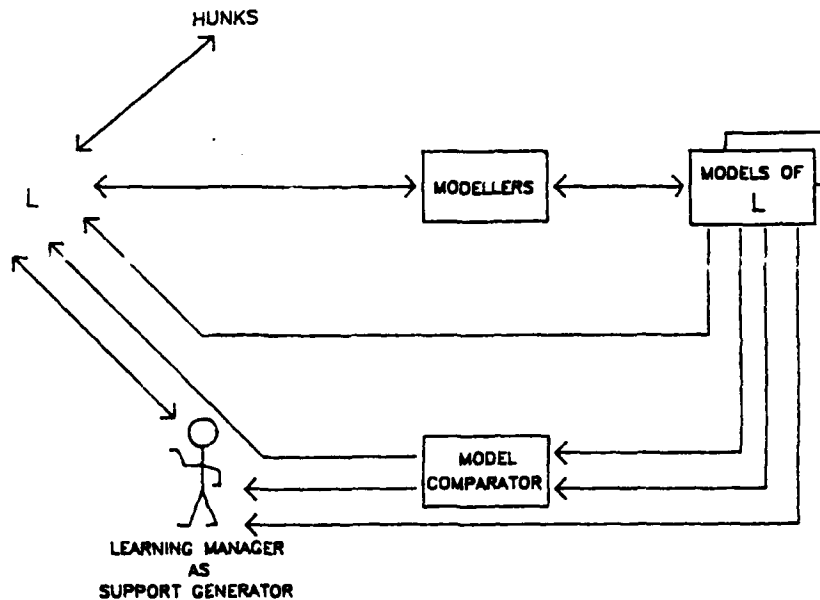 HUNKS
L
MODELLERS
MODELS OF
L
MODEL
COMPARATOR
LEARNING MANAGER
AS
SUPPORT GENERATOR